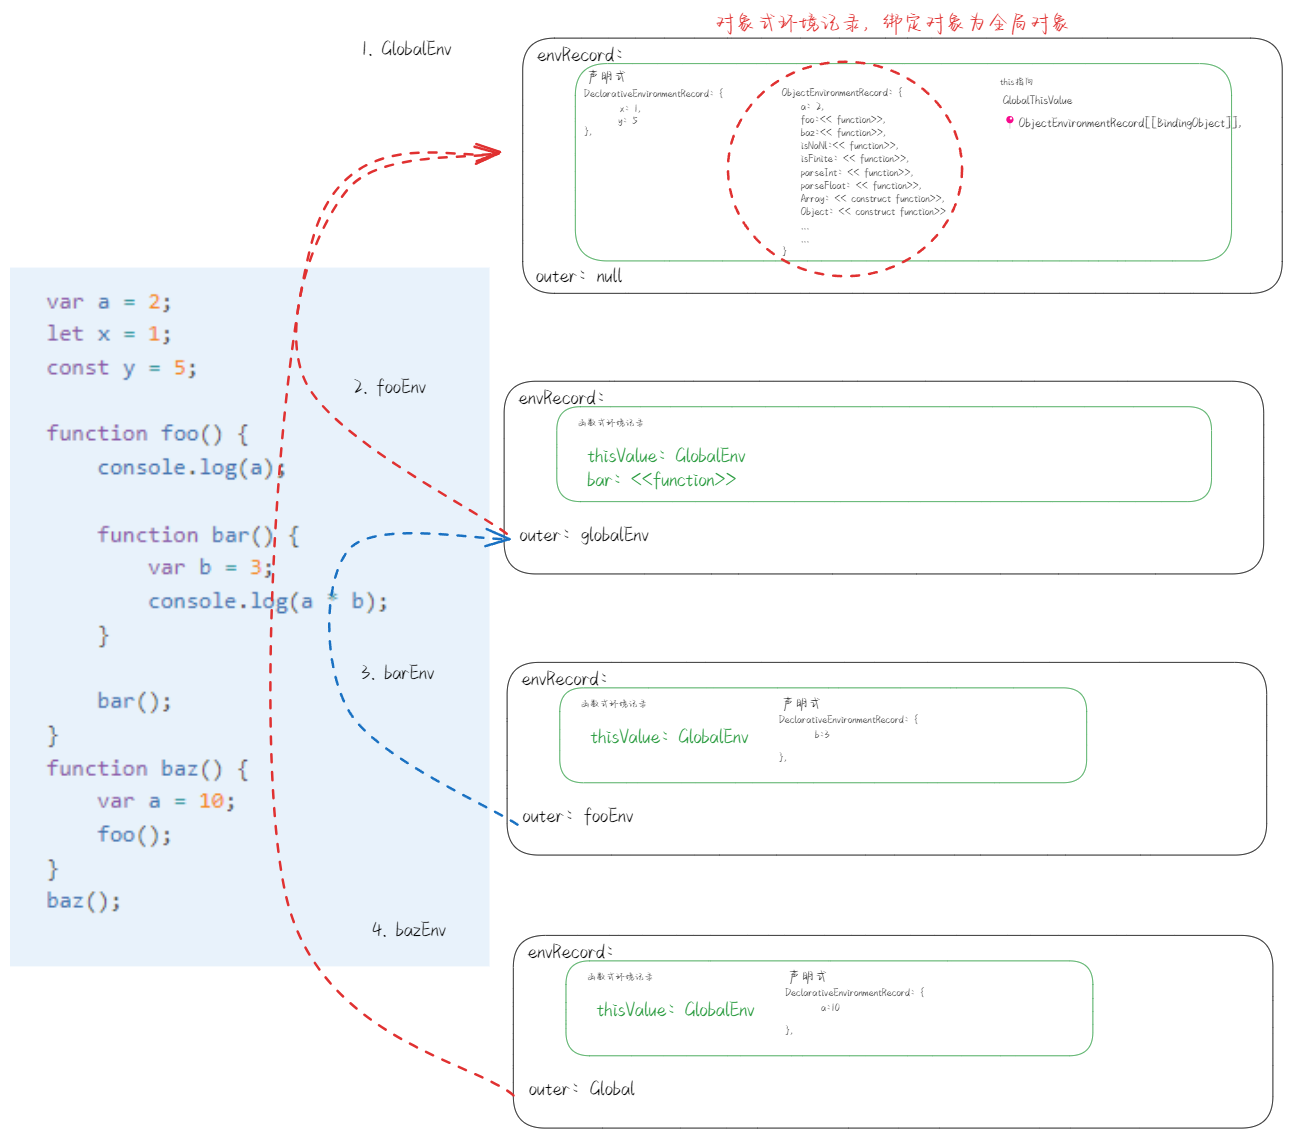 对象式环境记录, 绑定对象为全局对象
1. GlobalEnv
envRecord:
声明式
DeclarativeEnvironmentRecord: {
x: 1,
y: 5
},
ObjectEnvironmentRecord: {
a: 2,
foo:<< function>>,
baz:<< function>>,
isNaNl:<< function>>,
isFinite: << function>>,
parseInt: << function>>,
parseFloat: << function>>,
Array: << construct function>>,
Object: << construct function>>
...
...
}
this指向
GlobalThisValue
📍 ObjectEnvironmentRecord[[BindingObject]],
outer: null
var a = 2;
let x = 1;
const y = 5;
function foo() {
console.log(a);
function bar() {
var b = 3;
console.log(a * b);
}
bar();
}
function baz() {
var a = 10;
foo();
}
baz();
2. fooEnv
envRecord:
函数式环境记录
thisValue: GlobalEnv
bar: <<function>>
outer: globalEnv
3. barEnv
envRecord:
函数式环境记录
thisValue: GlobalEnv
声明式
DeclarativeEnvironmentRecord: {
b:3
},
outer: fooEnv
4. bazEnv
envRecord:
函数式环境记录
thisValue: GlobalEnv
声明式
DeclarativeEnvironmentRecord: {
a:10
},
outer: Global